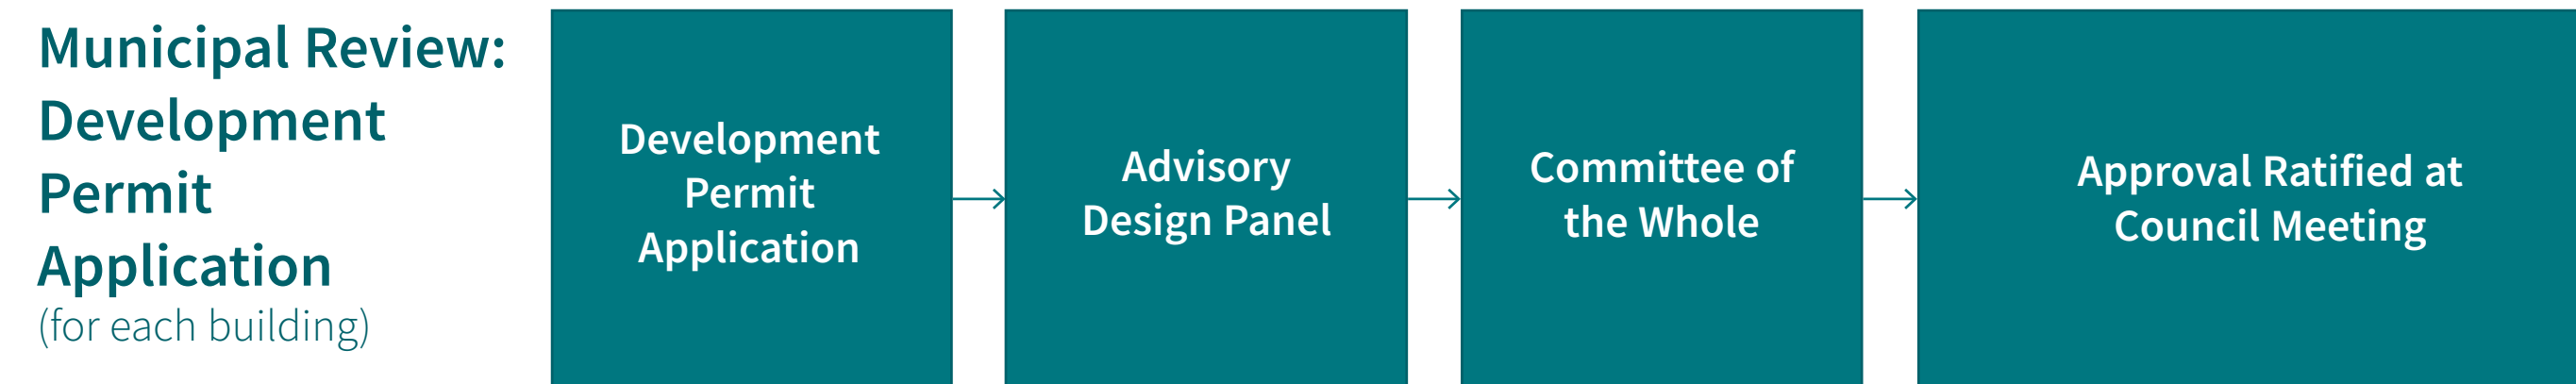 Municipal Review:
Development
Permit
Application
(for each building)
Development
Permit
Application
Advisory
Design Panel
Committee of
the Whole
Approval Ratified at
Council Meeting